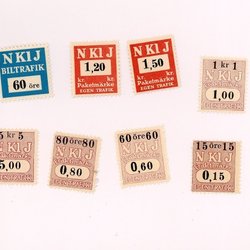 N K I J
BILTRAFIK
60 öre
N K I J
1,20
kr. kr.
Paketmärke
EGEN TRAFIK
N K I J
1,50
kr. kr.
Paketmärke
EGEN TRAFIK
1 k 1
N K I J
1,00
5 kr 5
N K I J
5,00
80 öre 80
N K I J
0,80
60 öre 60
N K I J
0,60
15 öre 15
N K I J
0,15